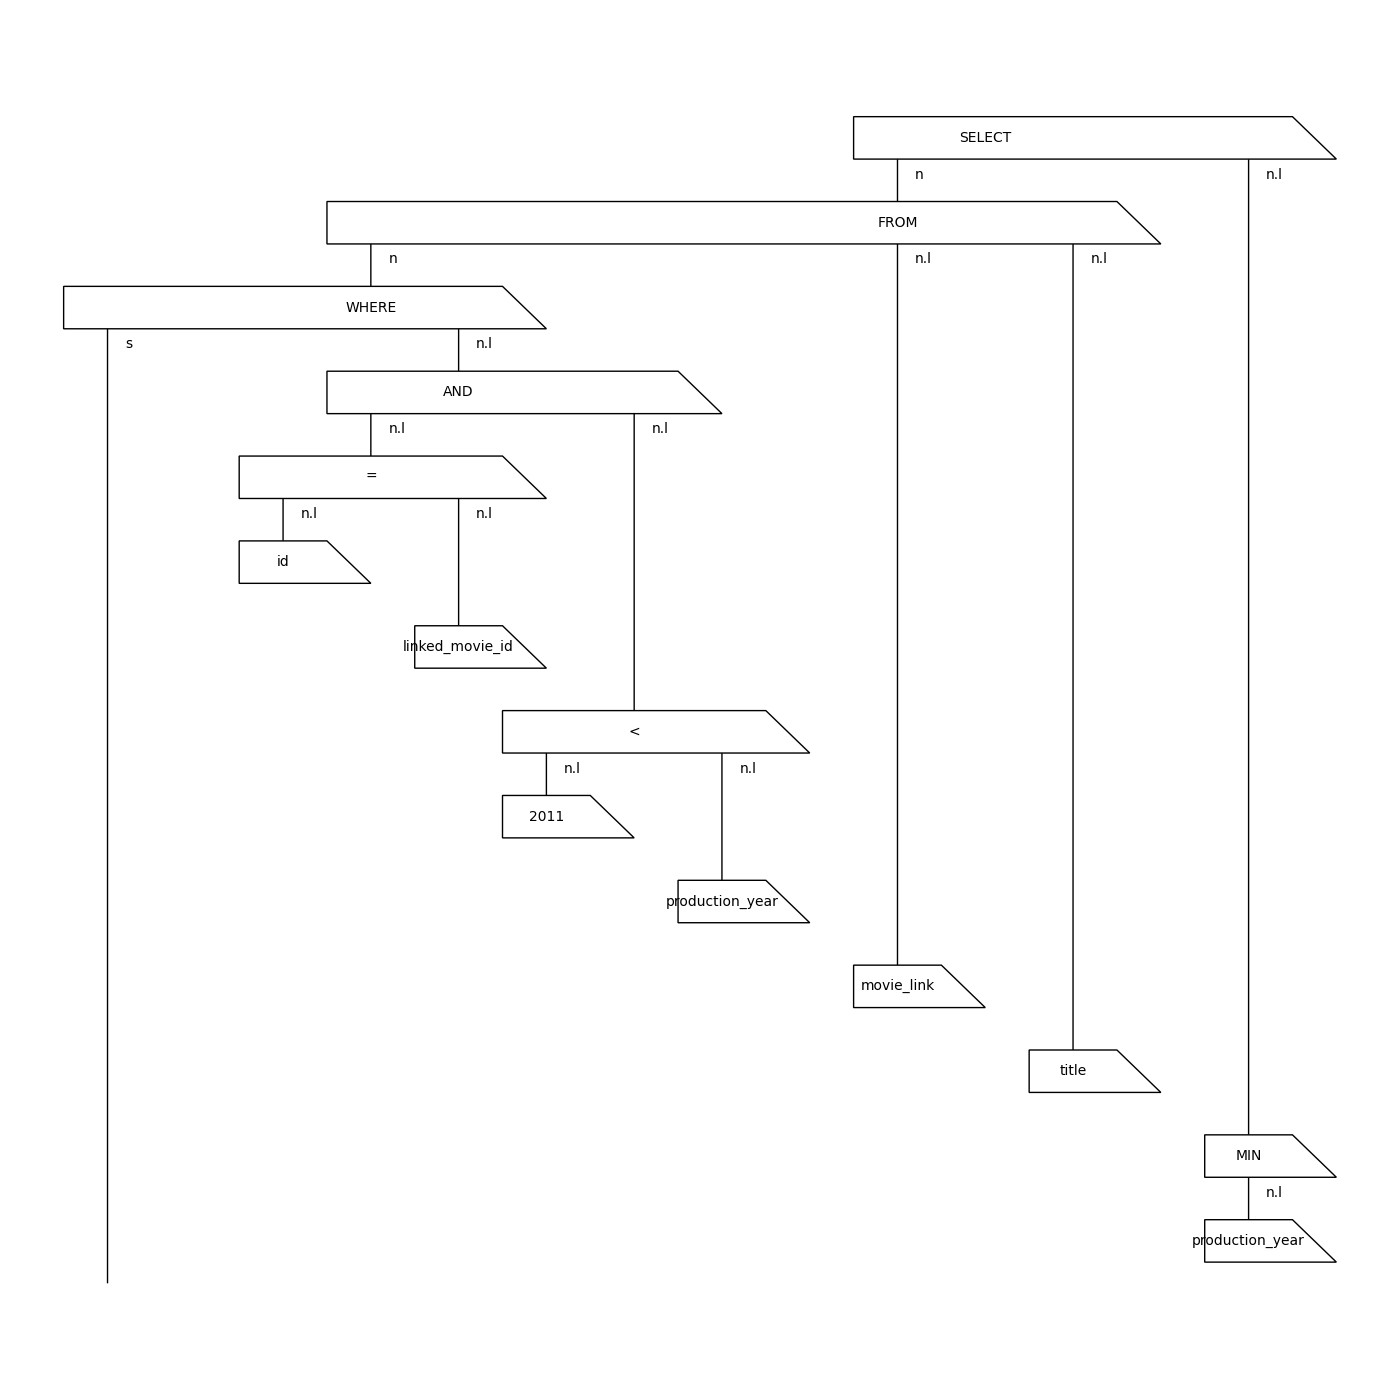 SELECT
n n.l
FROM
n n.l n.l
WHERE
s n.l
AND
n.l n.l
=
n.l n.l
id
linked_movie_id
<
n.l n.l
2011
production_year
movie_link
title
MIN
n.l
production_year